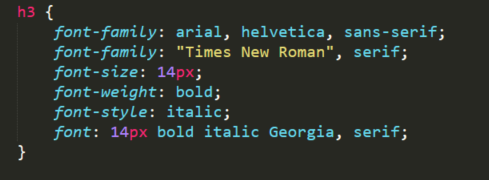 h3 {
font-family: arial, helvetica, sans-serif;
font-family: "Times New Roman", serif;
font-size: 14px;
font-weight: bold;
font-style: italic;
font: 14px bold italic Georgia, serif;
}